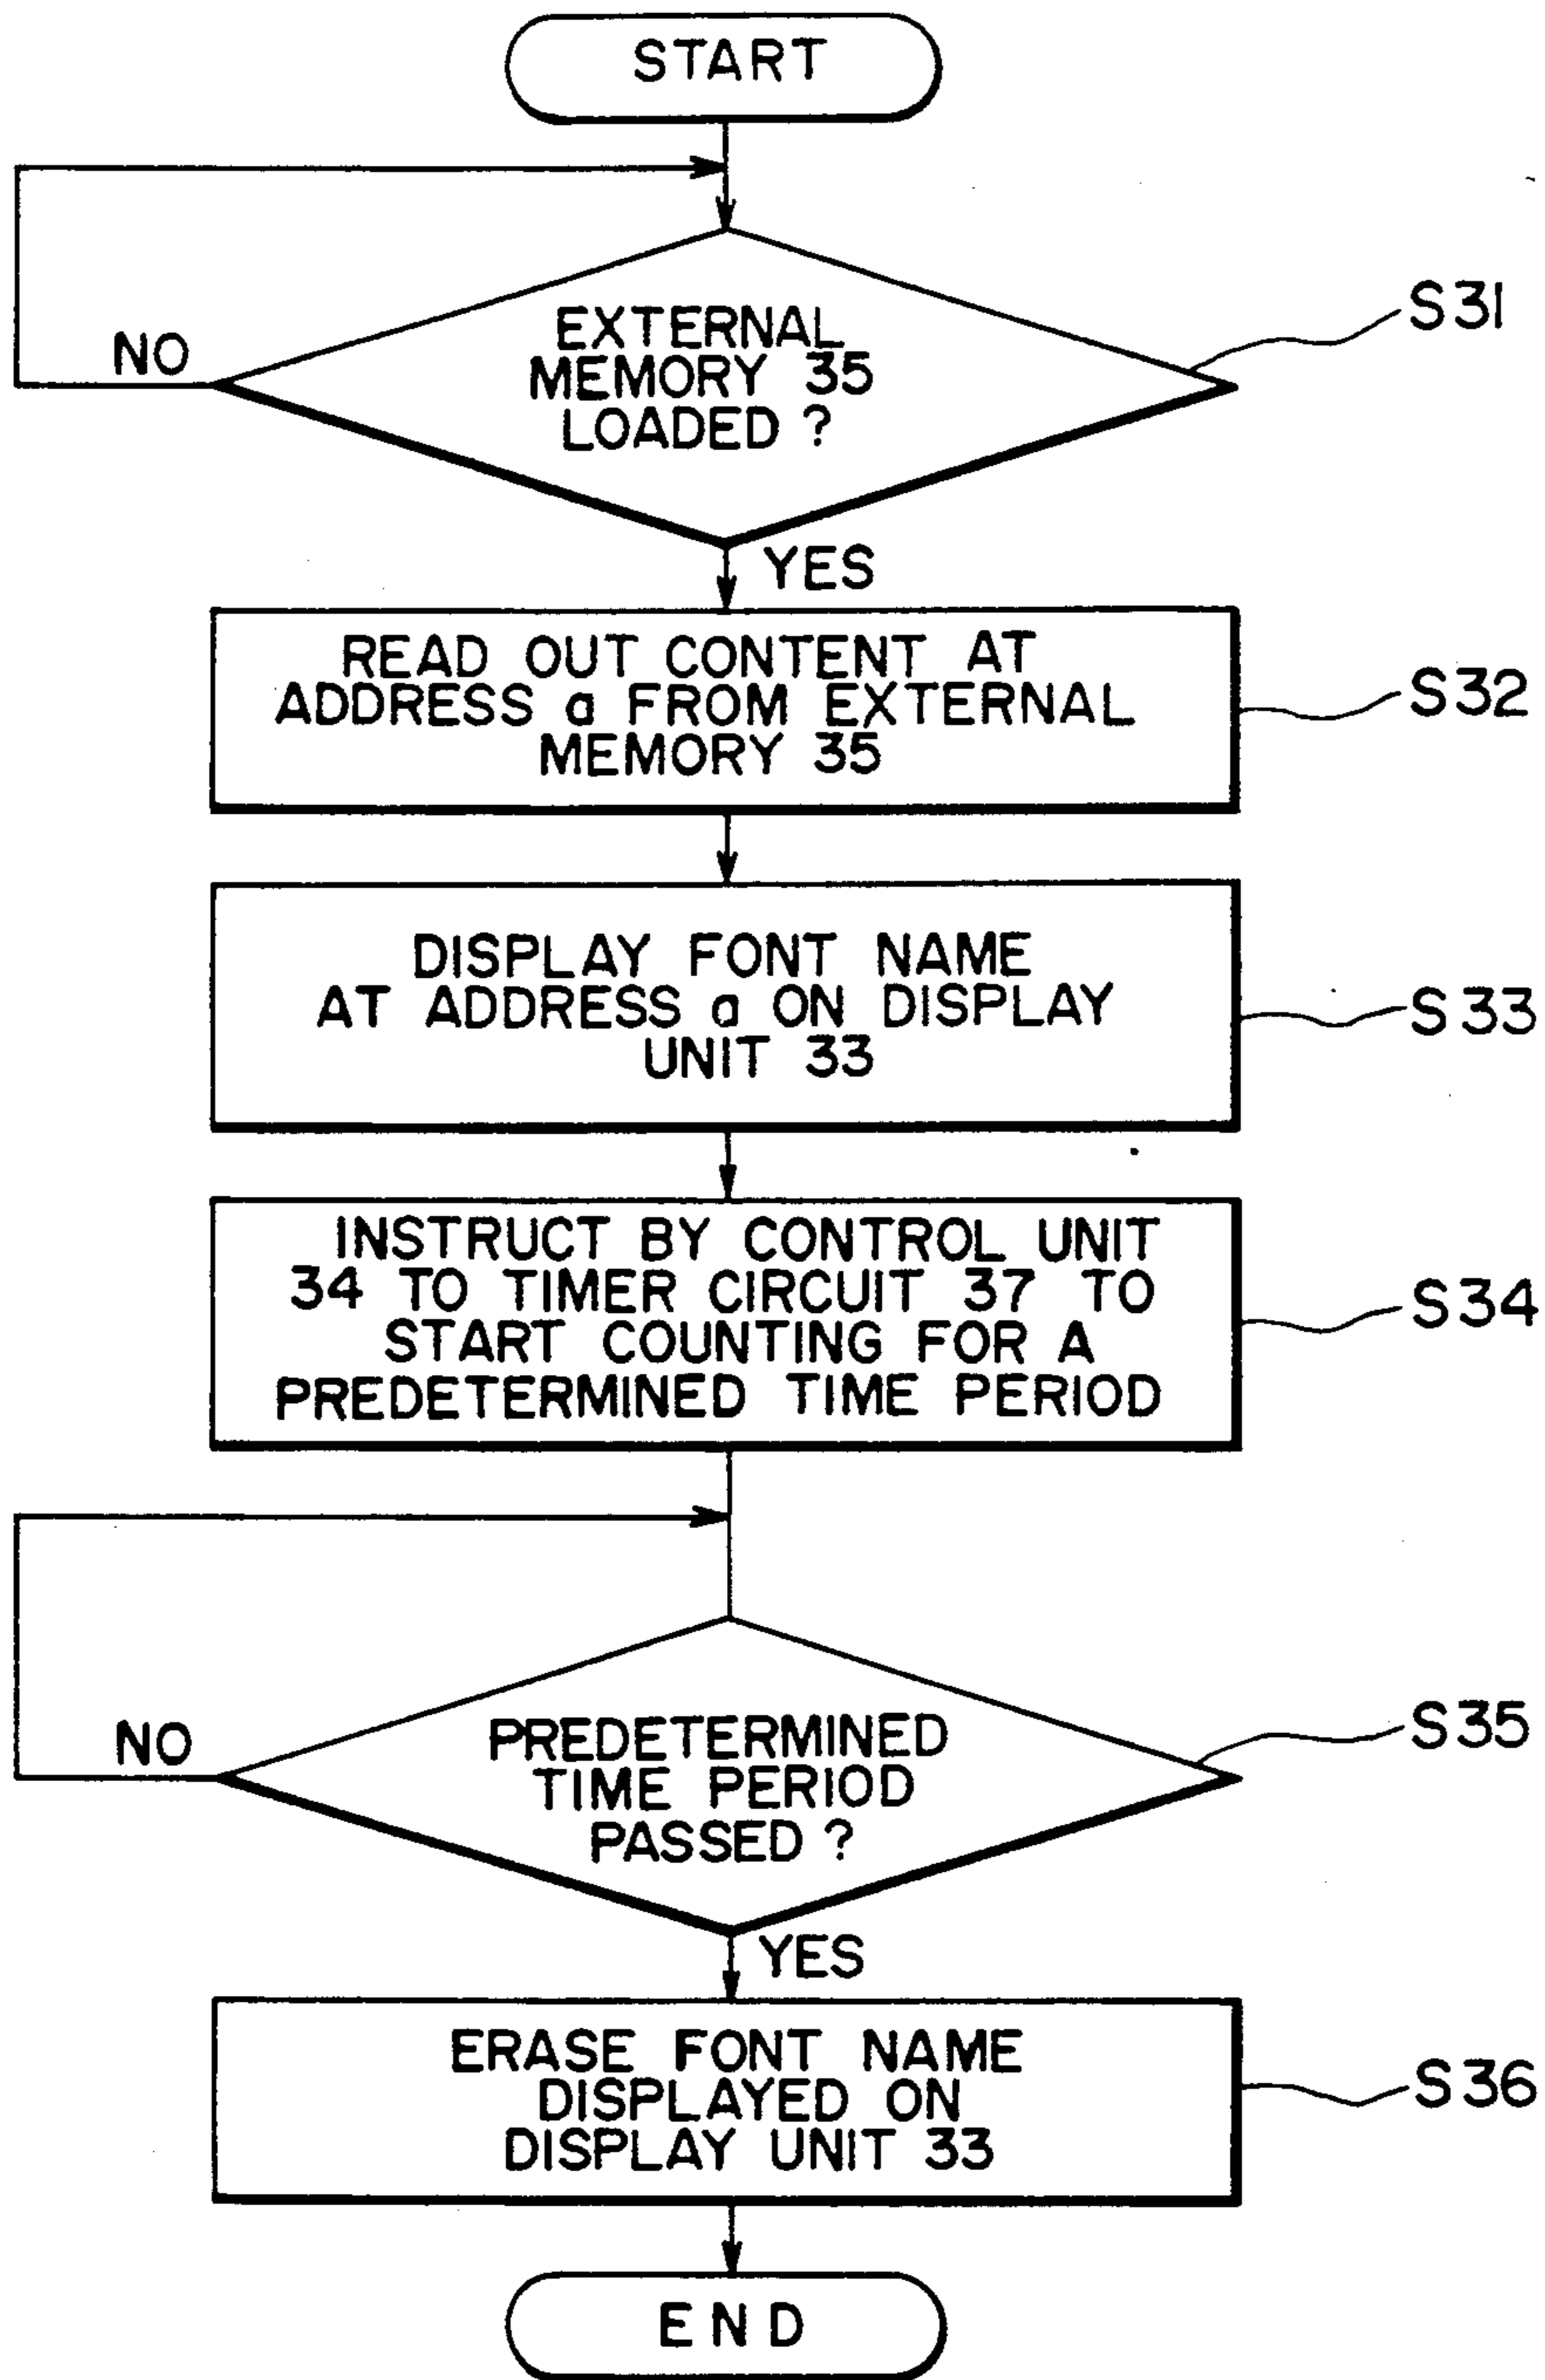 START
NO
EXTERNAL
MEMORY 35
LOADED ?
S31
YES
READ OUT CONTENT AT
ADDRESS a FROM EXTERNAL
MEMORY 35
S32
DISPLAY FONT NAME
AT ADDRESS a ON DISPLAY
UNIT 33
S33
INSTRUCT BY CONTROL UNIT
34 TO TIMER CIRCUIT 37 TO
START COUNTING FOR A
PREDETERMINED TIME PERIOD
S34
NO
PREDETERMINED
TIME PERIOD
PASSED ?
S35
YES
ERASE FONT NAME
DISPLAYED ON
DISPLAY UNIT 33
S36
END